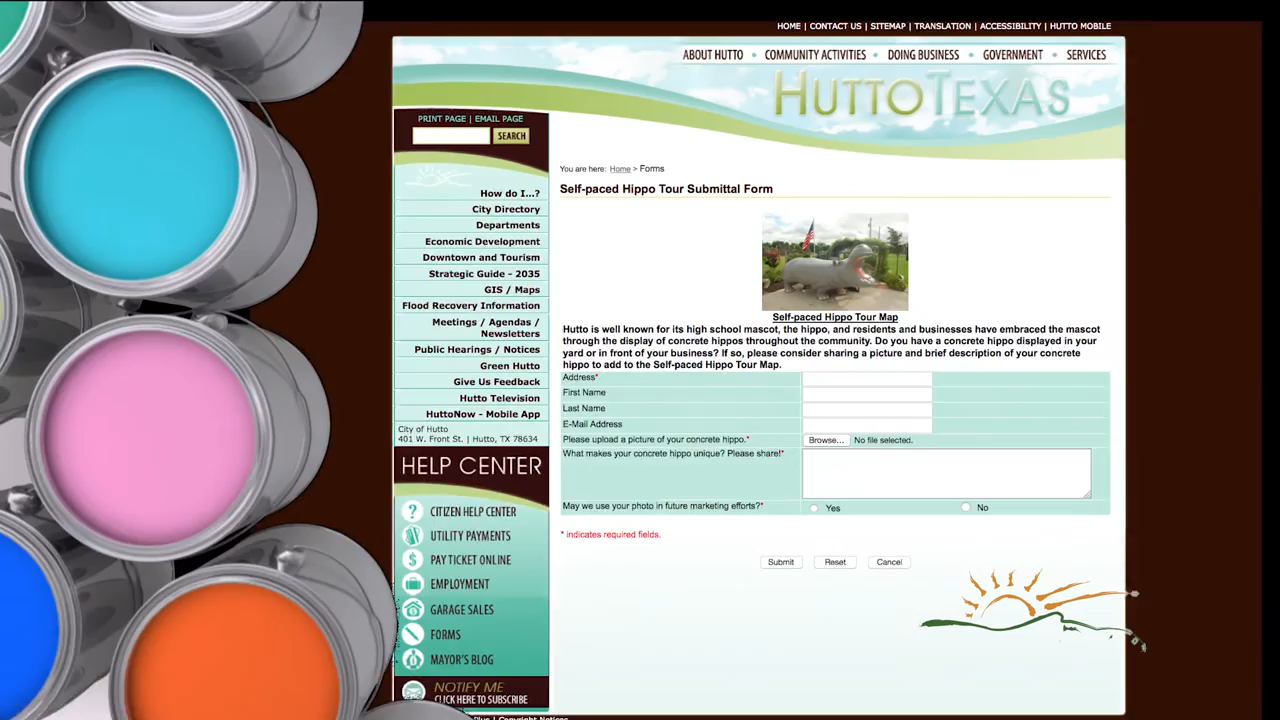 HOME | CONTACT US | SITEMAP | TRANSLATION | ACCESSIBILITY | HUTTO MOBILE
ABOUT HUTTO • COMMUNITY ACTIVITIES • DOING BUSINESS • GOVERNMENT • SERVICES
HUTTOTEXAS
PRINT PAGE | EMAIL PAGE
SEARCH
How do I...?
City Directory
Departments
Economic Development
Downtown and Tourism
Strategic Guide - 2035
GIS / Maps
Flood Recovery Information
Meetings / Agendas /
Newsletters
Public Hearings / Notices
Green Hutto
Give Us Feedback
Hutto Television
HuttoNow - Mobile App
City of Hutto
401 W. Front St. | Hutto, TX 78634
HELP CENTER
CITIZEN HELP CENTER
UTILITY PAYMENTS
PAY TICKET ONLINE
EMPLOYMENT
GARAGE SALES
FORMS
MAYOR'S BLOG
NOTIFY ME
CLICK HERE TO SUBSCRIBE
You are here: Home > Forms
Self-paced Hippo Tour Submittal Form
Self-paced Hippo Tour Map
Hutto is well known for its high school mascot, the hippo, and residents and businesses have embraced the mascot
through the display of concrete hippos throughout the community. Do you have a concrete hippo displayed in your
yard or in front of your business? If so, please consider sharing a picture and brief description of your concrete
hippo to add to the Self-paced Hippo Tour Map.
Address*
First Name
Last Name
E-Mail Address
Please upload a picture of your concrete hippo.* Browse... No file selected.
What makes your concrete hippo unique? Please share!*
May we use your photo in future marketing efforts?* Yes No
* indicates required fields.
Submit Reset Cancel
Plus | Copyright Notices